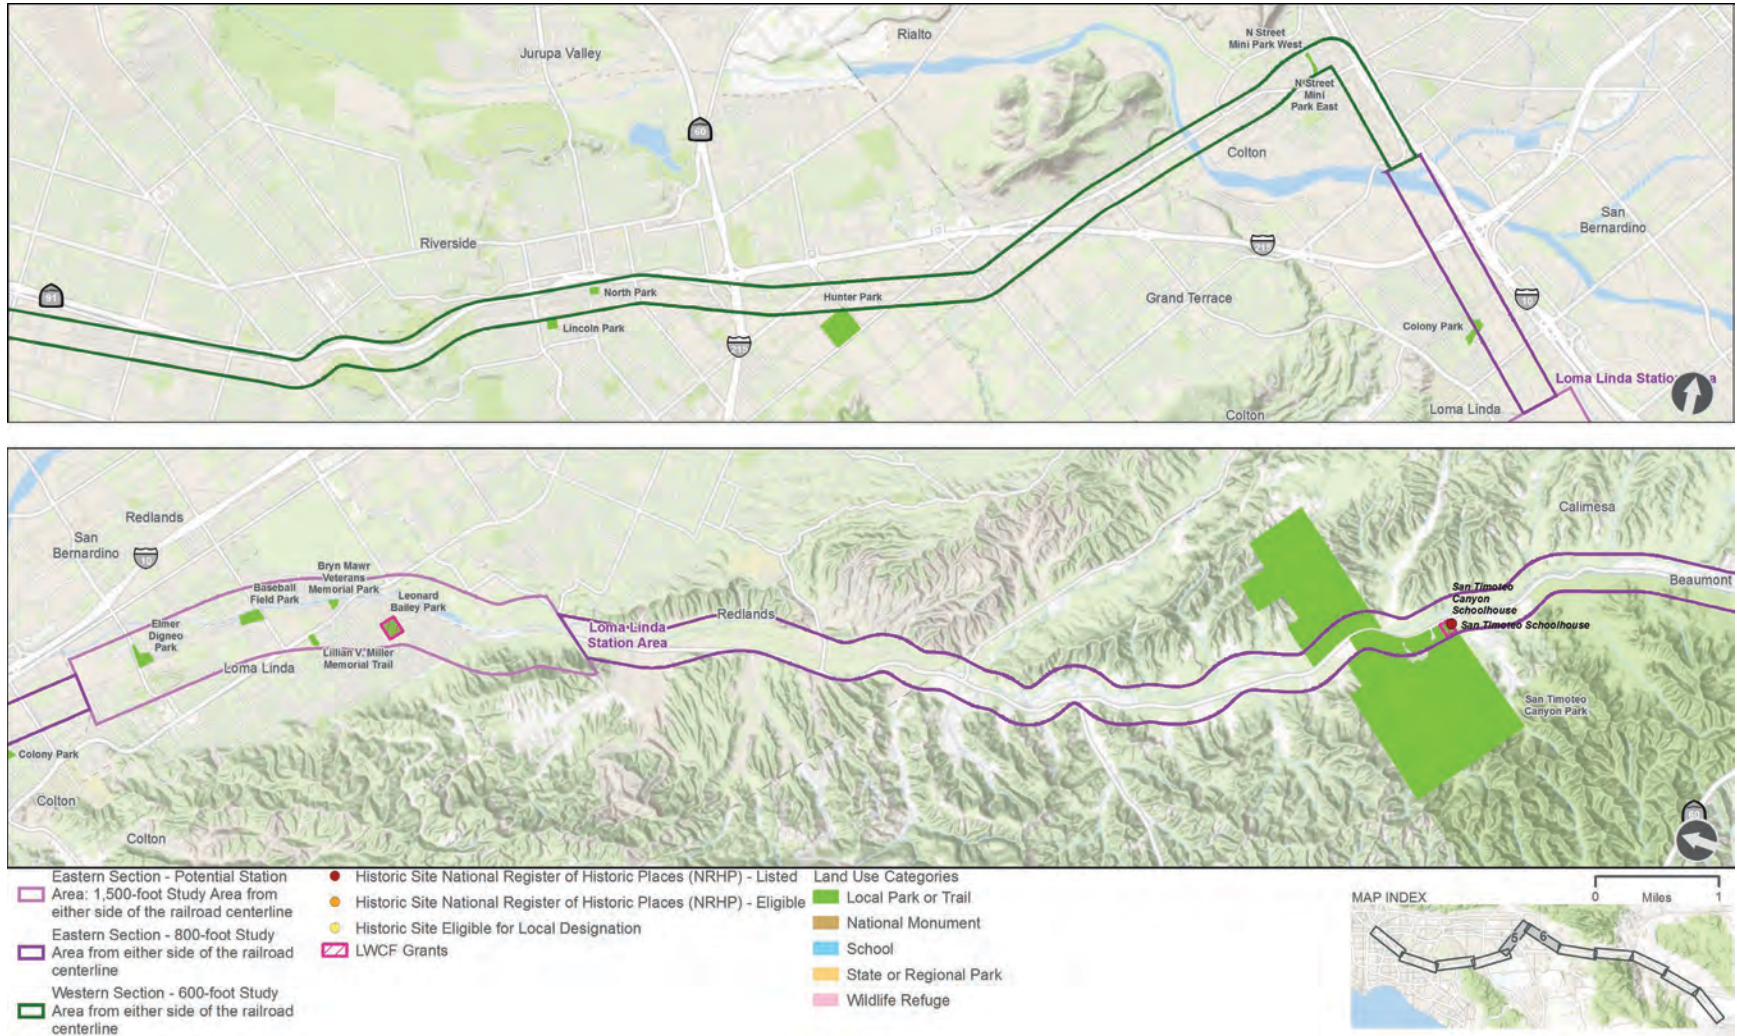 Jurupa Valley
Rialto
N Street
Mini Park West
N Street
Mini
Park East
60
Colton
Riverside
San
Bernardino
91
North Park
Lincoln Park
Hunter Park
Grand Terrace
10
Colony Park
Loma Linda
Colton
Loma Linda
Redlands
San
Bernardino
10
Bryn Mawr
Veterans
Memorial Park
Baseball
Field Park
Leonard
Bailey Park
Elmer
Digneo
Park
Lillian V. Miller
Memorial Trail
Loma Linda
Loma Linda
Station Area
Redlands
Calimesa
Beaumont
San Timoteo
Canyon
Schoolhouse
San Timoteo Schoolhouse
San Timoteo
Canyon Park
Colony Park
Colton
Colton
Eastern Section - Potential Station
Area: 1,500-foot Study Area from
either side of the railroad centerline
Eastern Section - 800-foot Study
Area from either side of the railroad
centerline
Western Section - 600-foot Study
Area from either side of the railroad
centerline
Historic Site National Register of Historic Places (NRHP) - Listed
Historic Site National Register of Historic Places (NRHP) - Eligible
Historic Site Eligible for Local Designation
LWCF Grants
Land Use Categories
Local Park or Trail
National Monument
School
State or Regional Park
Wildlife Refuge
MAP INDEX
0 Miles 1
5
6